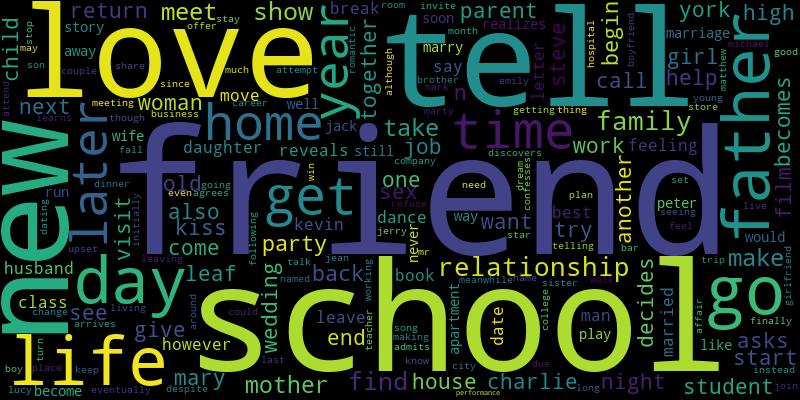 love
tell
friend
school
new
life
day
get
go
time
father
home
later
year
family
relationship
party
return
meet
show
parent
york
high
child
story
away
next
woman
move
break
together
romantic
although
soon
marry
say
brother
mark
n
marty
letter
realizes
steve
hospital
begin
invite
month
emily
boyfriend
marriage
girl
help
call
matthew
michael
young
store
good
thing
getting
room
stay
offer
stop
may
son
couple
share
since
much
attempt
attend
learns
meeting
career
business
well
though
wife
fall
daughter
reveals
still
jack
take
job
company
discovers
work
feeling
becomes
film
dinner
run
dating
upset
initially
visit
old
going
even
agrees
also
kiss
come
leaving
kevin
win
sex
one
dance
jerry
refuse
never
mr
need
way
want
star
dream
confesses
plan
best
try
telling
another
bar
set
peter
seeing
feel
trip
live
would
make
girlfriend
husband
class
change
see
arrives
living
give
leaf
around
following
talk
named
jean
back
working
book
meanwhile
name
sister
apartment
college
date
man
play
decides
married
affair
walk
like
asks
start
finally
instead
join
student
night
long
due
charlie
city
house
know
find
performance
teacher
song
making
admits
end
leave
wedding
could
last
mother
mary
however
despite
eventually
keep
place
turn
boy
lucy
become